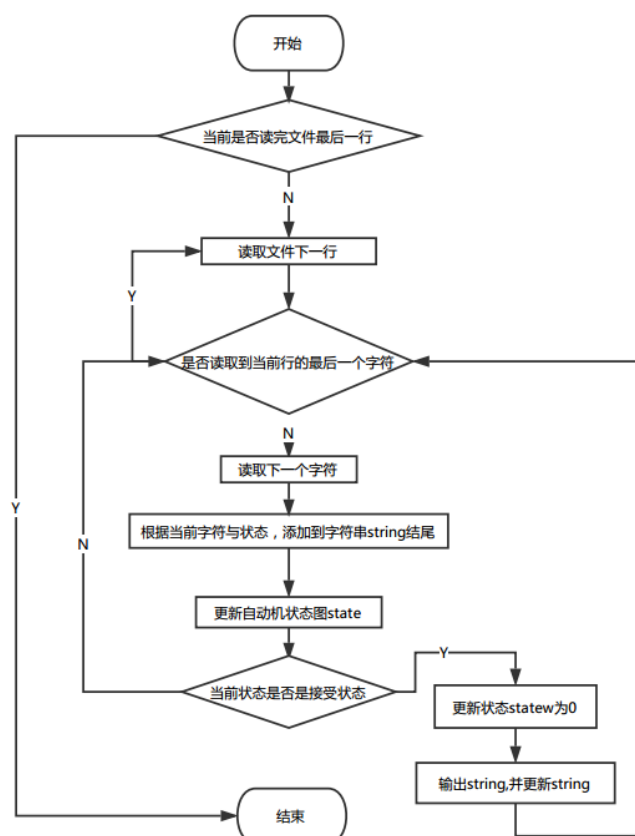 开始
当前是否读完文件最后一行
N
读取文件下一行
Y
是否读取到当前行的最后一个字符
N
读取下一个字符
Y
根据当前字符与状态，添加到字符串string结尾
N
更新自动机状态图state
Y
当前状态是否是接受状态
更新状态statew为0
输出string,并更新string
结束